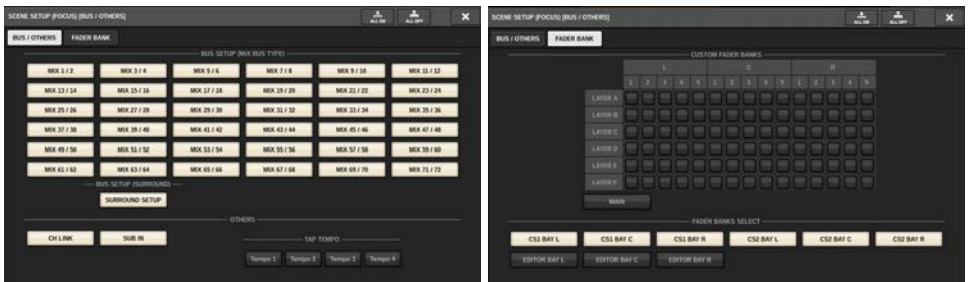 SCENE SETUP (FOCUS) [BUS / OTHERS]
ALL ON ALL OFF
BUS / OTHERS FADER BANK
BUS SETUP (MIX BUS TYPE)
MIX 1 / 2 MIX 3 / 4 MIX 5 / 6 MIX 7 / 8 MIX 9 / 10 MIX 11 / 12
MIX 13 / 14 MIX 15 / 16 MIX 17 / 18 MIX 19 / 20 MIX 21 / 22 MIX 23 / 24
MIX 25 / 26 MIX 27 / 28 MIX 29 / 30 MIX 31 / 32 MIX 33 / 34 MIX 35 / 36
MIX 37 / 38 MIX 39 / 40 MIX 41 / 42 MIX 43 / 44 MIX 45 / 46 MIX 47 / 48
MIX 49 / 50 MIX 51 / 52 MIX 53 / 54 MIX 55 / 56 MIX 57 / 58 MIX 59 / 60
MIX 61 / 62 MIX 63 / 64 MIX 65 / 66 MIX 67 / 68 MIX 69 / 70 MIX 71 / 72
BUS SETUP (SURROUND)
SURROUND SETUP
OTHERS
CH LINK SUB IN
TAP TEMPO
Tempo 1 Tempo 2 Tempo 3 Tempo 4
SCENE SETUP (FOCUS) [BUS / OTHERS]
ALL ON ALL OFF
BUS / OTHERS FADER BANK
CUSTOM FADER BANKS
L C R
1 2 3 4 5 1 2 3 4 5 1 2 3 4 5
LAYER A
LAYER B
LAYER C
LAYER D
LAYER E
LAYER F
MAIN
FADER BANKS SELECT
CS1 BAY L CS1 BAY C CS1 BAY R CS2 BAY L CS2 BAY C CS2 BAY R
EDITOR BAY L EDITOR BAY C EDITOR BAY R